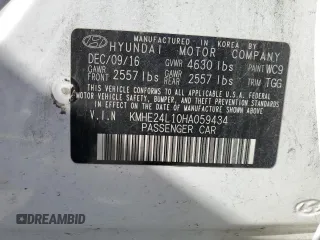 MANUFACTURED IN KOREA BY
HYUNDAI MOTOR COMPANY
DEC/09/16 GVWR 4630 lbs PAINT WC9
GAWR FRONT 2557 lbs GAWR REAR 2557 lbs TRIM TGG
THIS VEHICLE CONFORMS TO ALL APPLICABLE
U.S.A. FEDERAL MOTOR VEHICLE SAFETY, BUMPER,
AND THEFT PREVENTION STANDARDS IN EFFECT ON
THE DATE OF MANUFACTURE SHOWN ABOVE.
V.I.N KMHE24L10HA059434
PASSENGER CAR
DREAMBID